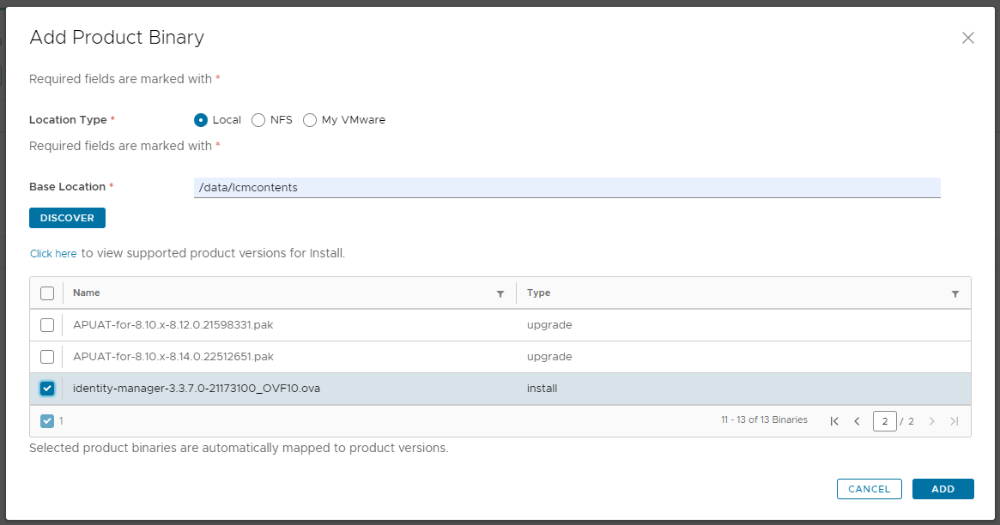 Add Product Binary
Required fields are marked with *
Location Type * Local NFS My VMware
Required fields are marked with *
Base Location * /data/lcmcontents
DISCOVER
Click here to view supported product versions for Install.
Name Type
APUAT-for-8.10.x-8.12.0.21598331.pak upgrade
APUAT-for-8.10.x-8.14.0.22512651.pak upgrade
identity-manager-3.3.7.0-21173100_OVF10.ova install
1 11 - 13 of 13 Binaries 2 / 2
Selected product binaries are automatically mapped to product versions.
CANCEL ADD